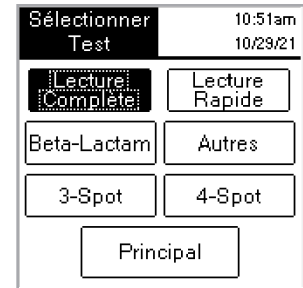 Sélectionner 10:51am
Test 10/29/21
Lecture Lecture
Complète Rapide
Beta-Lactam Autres
3-Spot 4-Spot
Principal